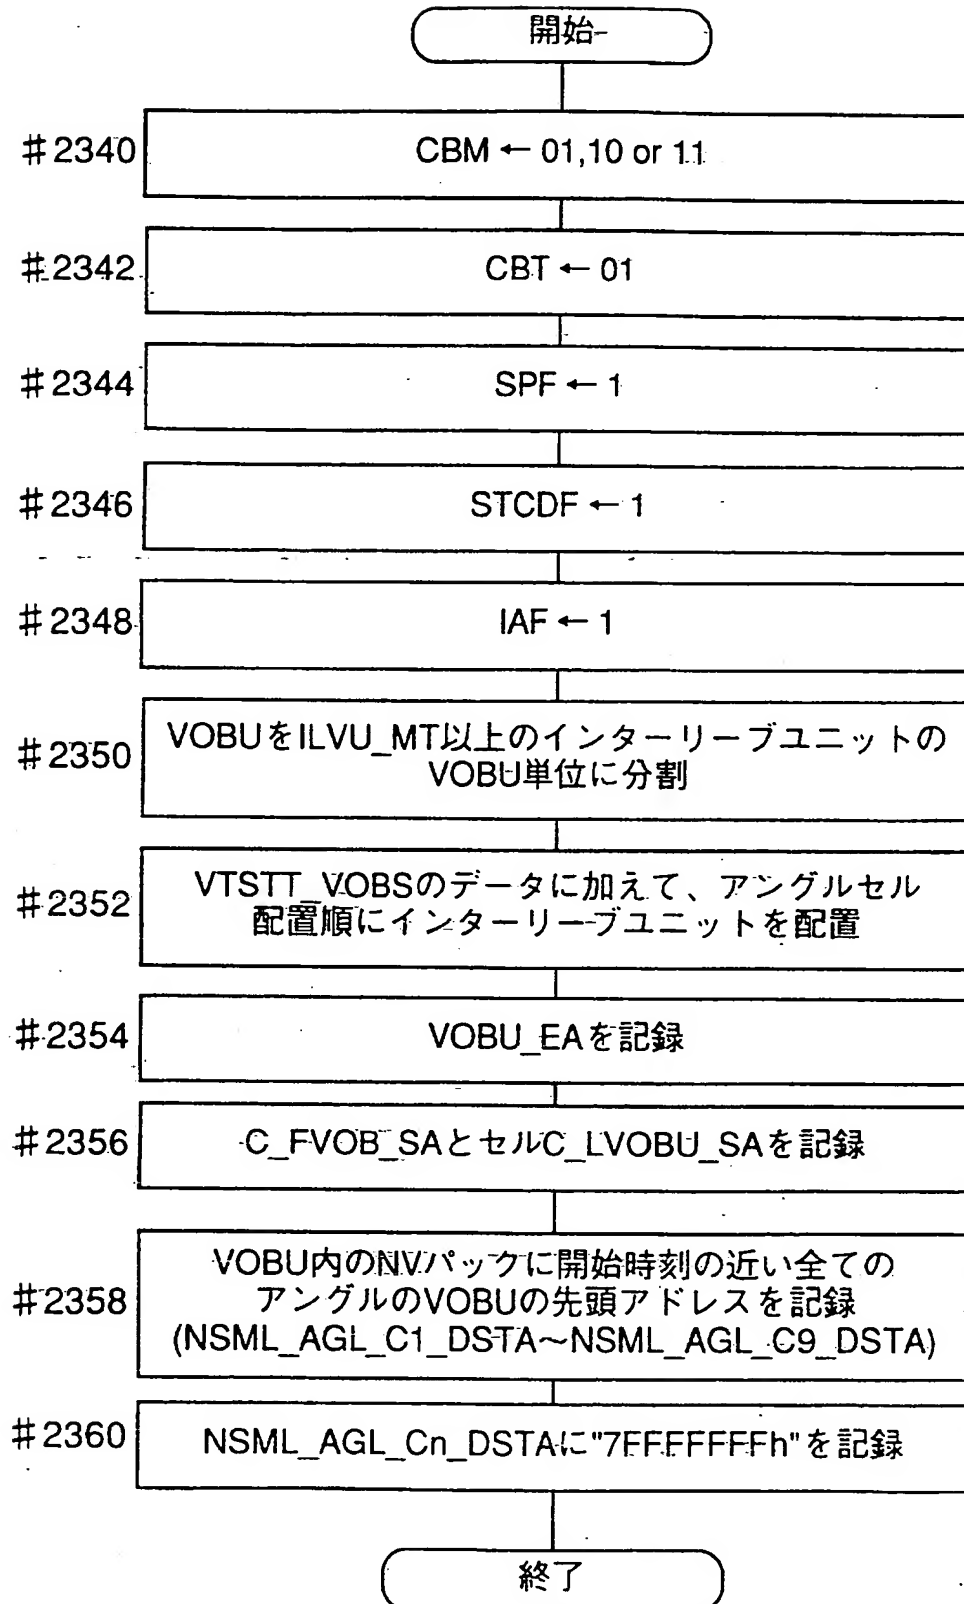 開始
#2340
CBM ← 01,10 or 11
#2342
CBT ← 01
#2344
SPF ← 1
#2346
STCDF ← 1
#2348
IAF ← 1
#2350
VOBUをILVU_MT以上のインターリーブユニットの
VOBU単位に分割
#2352
VTSTT_VOBSのデータに加えて、アングルセル
配置順にインターリーブユニットを配置
#2354
VOBU_EAを記録
#2356
C_FVOB_SAとセルC_LVOBU_SAを記録
#2358
VOBU内のNVパックに開始時刻の近い全ての
アングルのVOBUの先頭アドレスを記録
(NSML_AGL_C1_DSTA～NSML_AGL_C9_DSTA)
#2360
NSML_AGL_Cn_DSTAに"7FFFFFFFh"を記録
終了